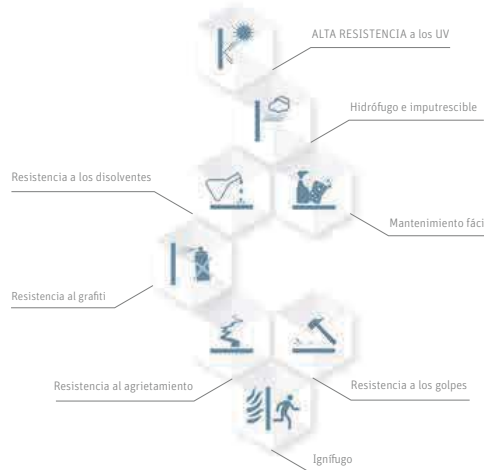 ALTA RESISTENCIA a los UV
Hidrófugo e imputrescible
Resistencia a los disolventes
Mantenimiento fáci
Resistencia al grafiti
Resistencia al agrietamiento
Resistencia a los golpes
Ignífugo